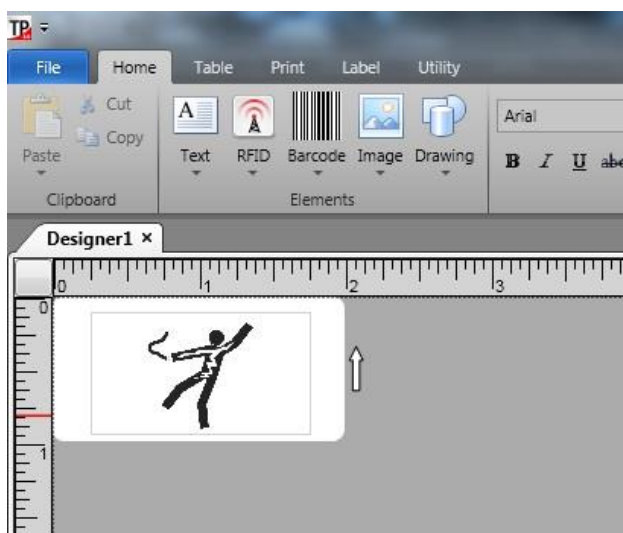 TP
File Home Table Print Label Utility
Cut
Copy
Paste
Text RFID Barcode Image Drawing
Arial
B I U abc
Clipboard
Elements
Designer1 ×
0 1 2 3
0
1